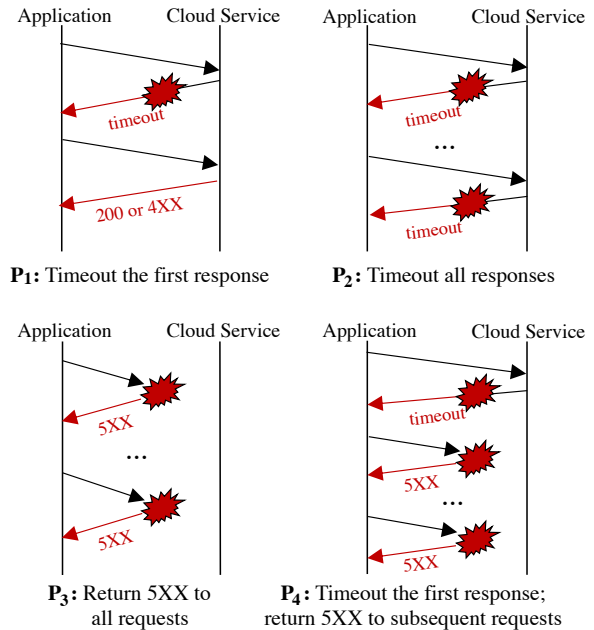 Application Cloud Service
timeout
200 or 4XX
P1: Timeout the first response
Application Cloud Service
timeout
...
timeout
P2: Timeout all responses
Application Cloud Service
5XX
...
5XX
P3: Return 5XX to
all requests
Application Cloud Service
timeout
5XX
...
5XX
P4: Timeout the first response;
return 5XX to subsequent requests